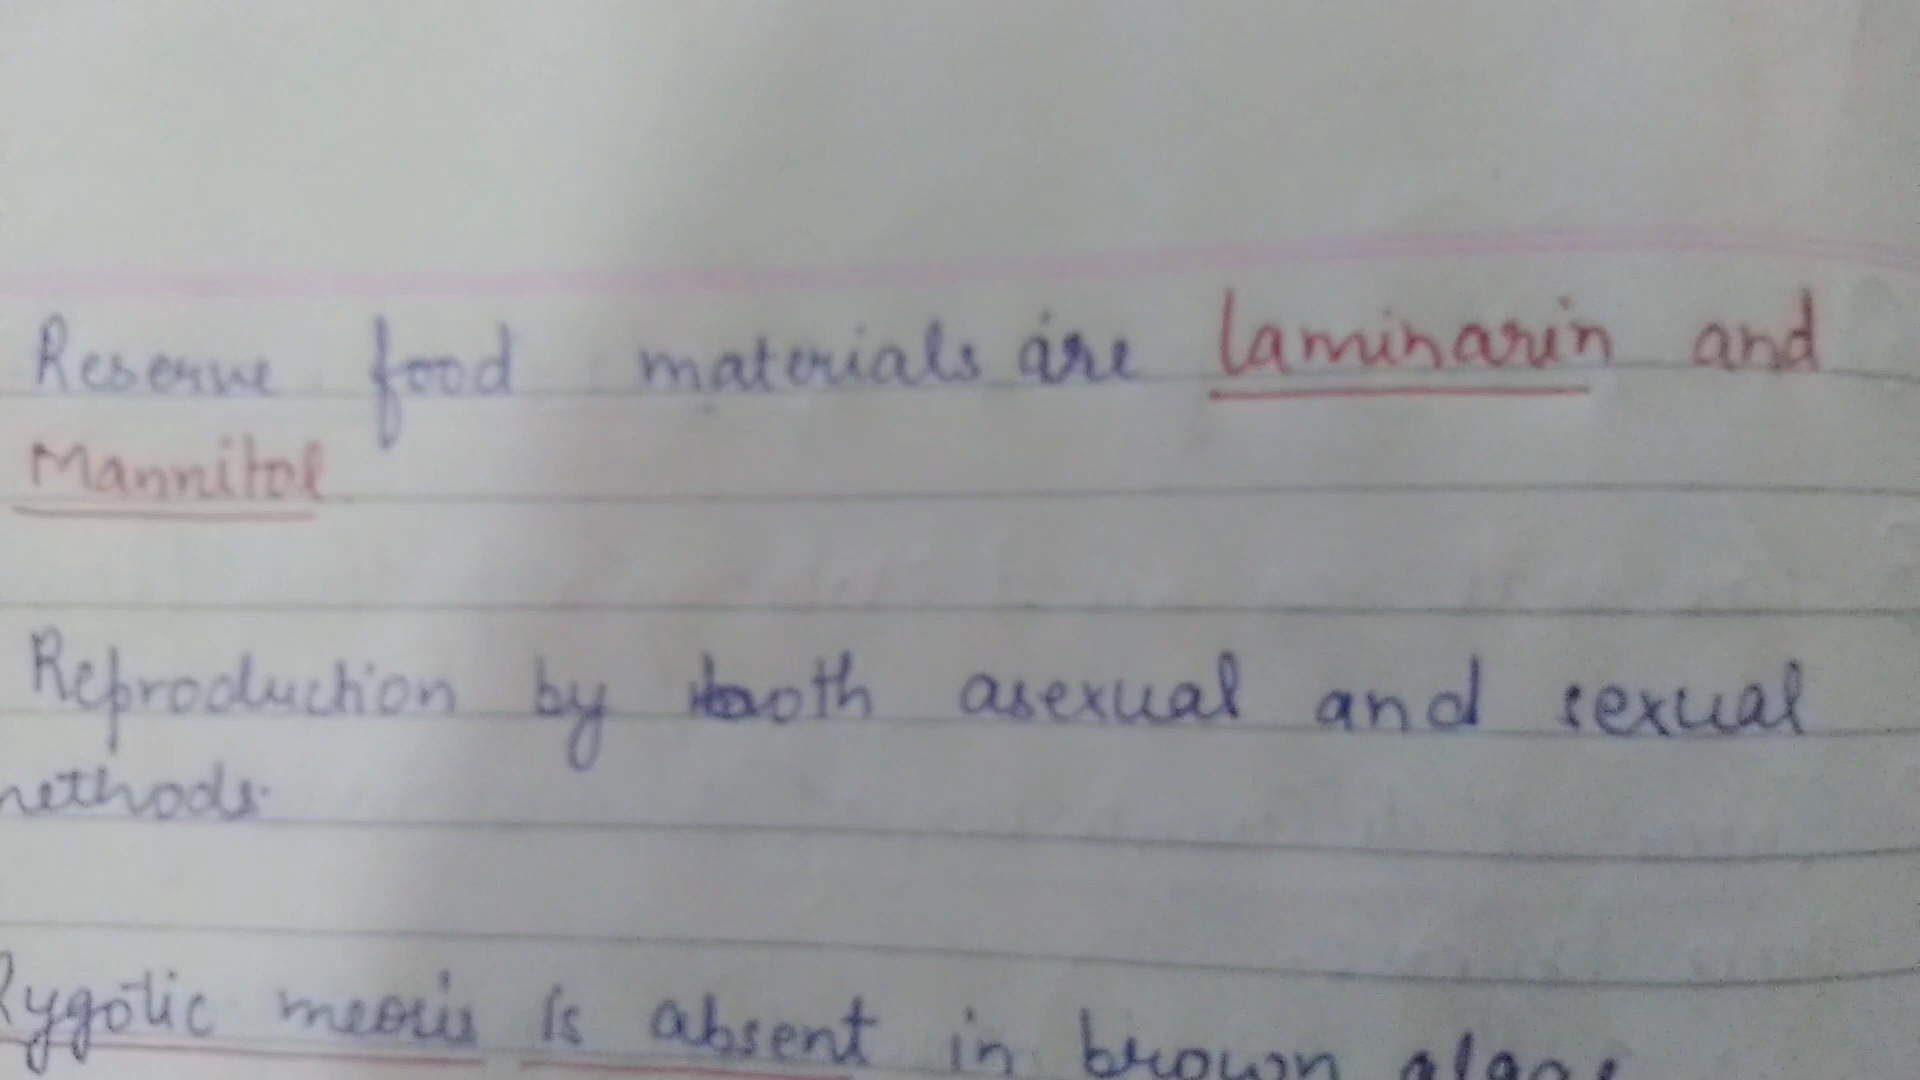 Reserve food materials are laminarin and
Mannitol
Reproduction by both asexual and sexual
methods.
Zygotic meosis is absent in brown algae